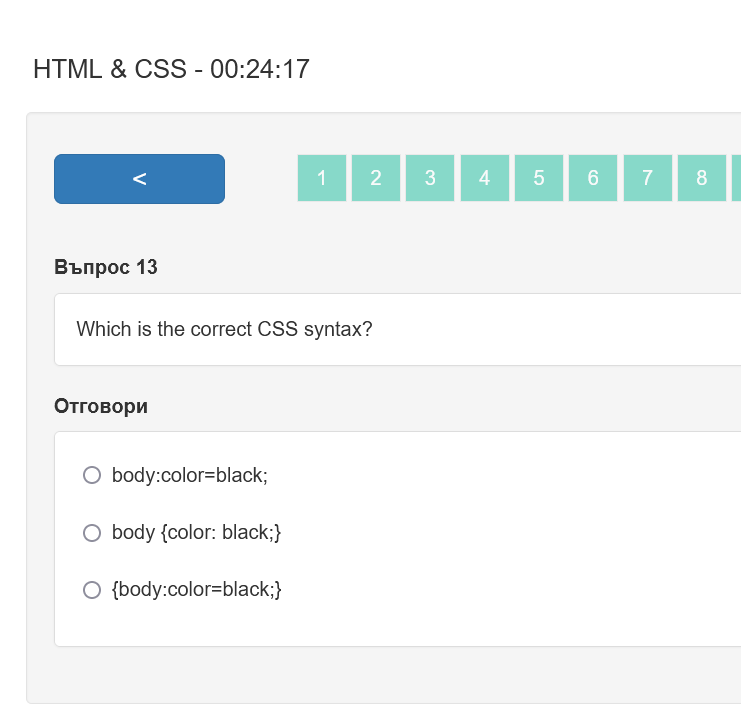 HTML & CSS - 00:24:17
< 1 2 3 4 5 6 7 8
Въпрос 13
Which is the correct CSS syntax?
Отговори
body:color=black;
body {color: black;}
{body:color=black;}